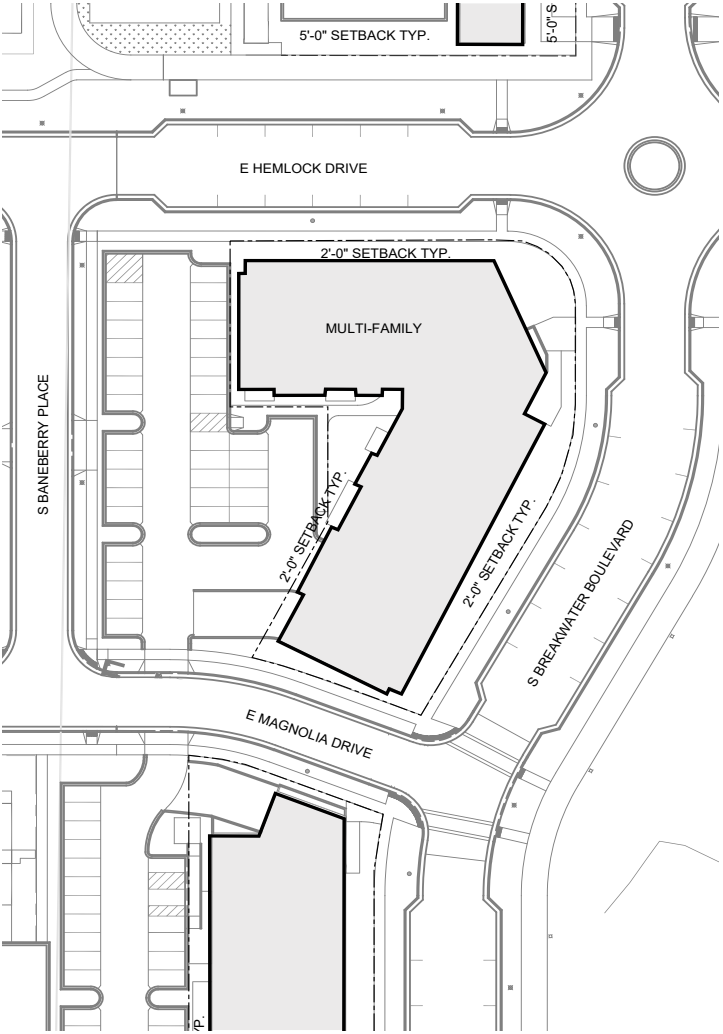 5'-0" SETBACK TYP.
5'-0" S
E HEMLOCK DRIVE
2'-0" SETBACK TYP.
MULTI-FAMILY
S BANEBERRY PLACE
2'-0" SETBACK TYP.
2'-0" SETBACK TYP.
S BREAKWATER BOULEVARD
E MAGNOLIA DRIVE
YP.